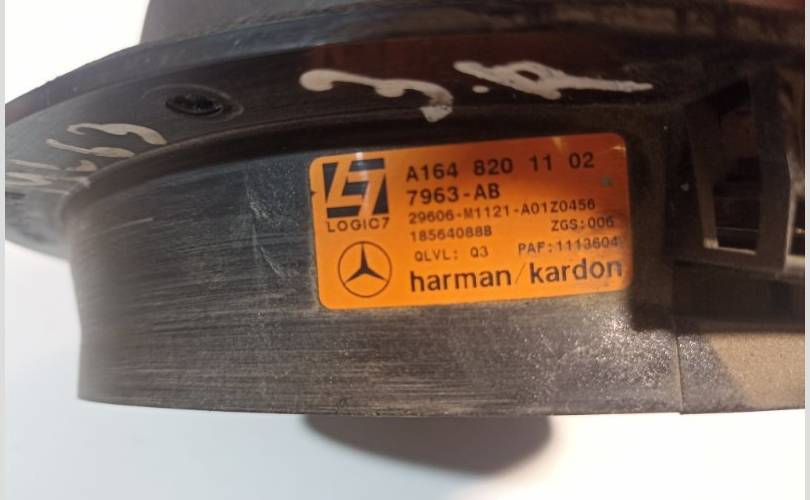 A164 820 11 02
7963-AB
29606-M1121-A01Z0456
LOGIC7
18564088B ZGS:006
QLVL: Q3 PAF:1113604
harman/kardon